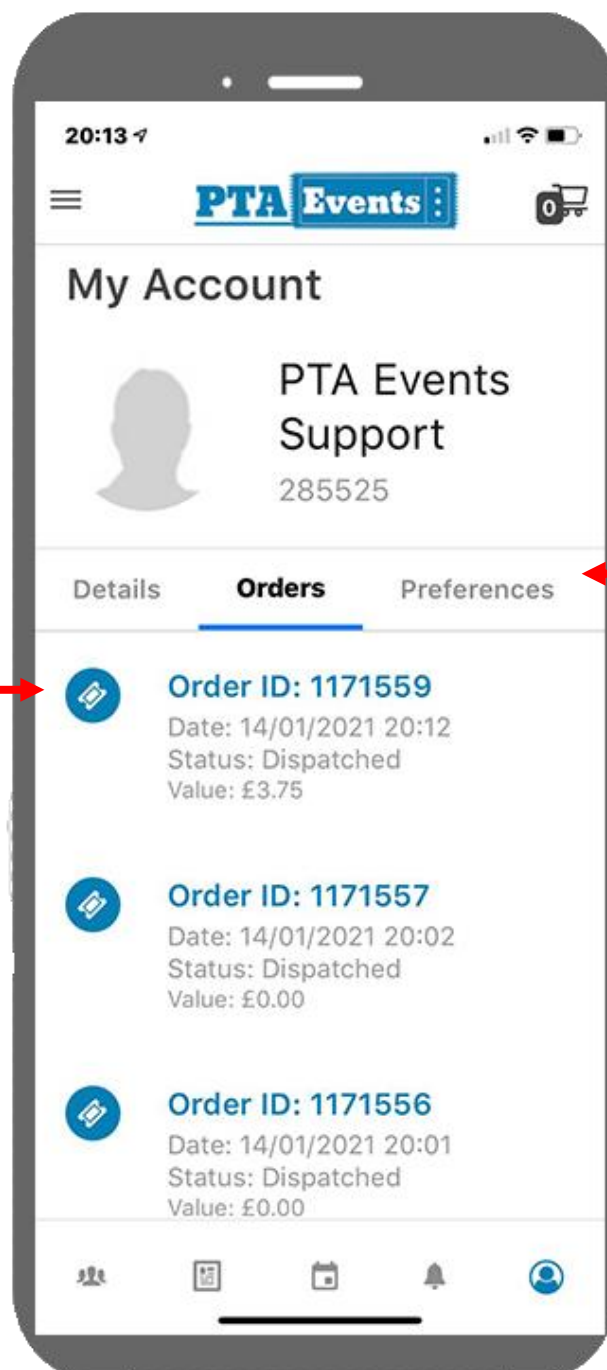 20:13
PTA Events
0
My Account
PTA Events
Support
285525
Details Orders Preferences
Order ID: 1171559
Date: 14/01/2021 20:12
Status: Dispatched
Value: £3.75
Order ID: 1171557
Date: 14/01/2021 20:02
Status: Dispatched
Value: £0.00
Order ID: 1171556
Date: 14/01/2021 20:01
Status: Dispatched
Value: £0.00